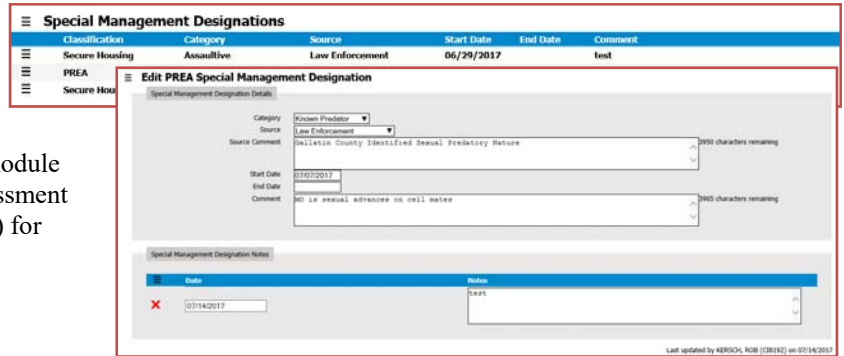 Special Management Designations
Classification Category Source Start Date End Date Comment
Secure Housing Assaultive Law Enforcement 06/29/2017 test
PREA
Secure Hou
odule
essment
) for
Edit PREA Special Management Designation
Special Management Designation Details
Category Known Predator
Source Law Enforcement
Source Comment Gallatin County Identified Sexual Predatory Nature 3950 characters remaining
Start Date 07/07/2017
End Date
Comment MO is sexual advances on cell mates 3965 characters remaining
Special Management Designation Notes
Date Notes
07/14/2017 test
Last updated by KERSCH, ROB (CI8192) on 07/14/2017